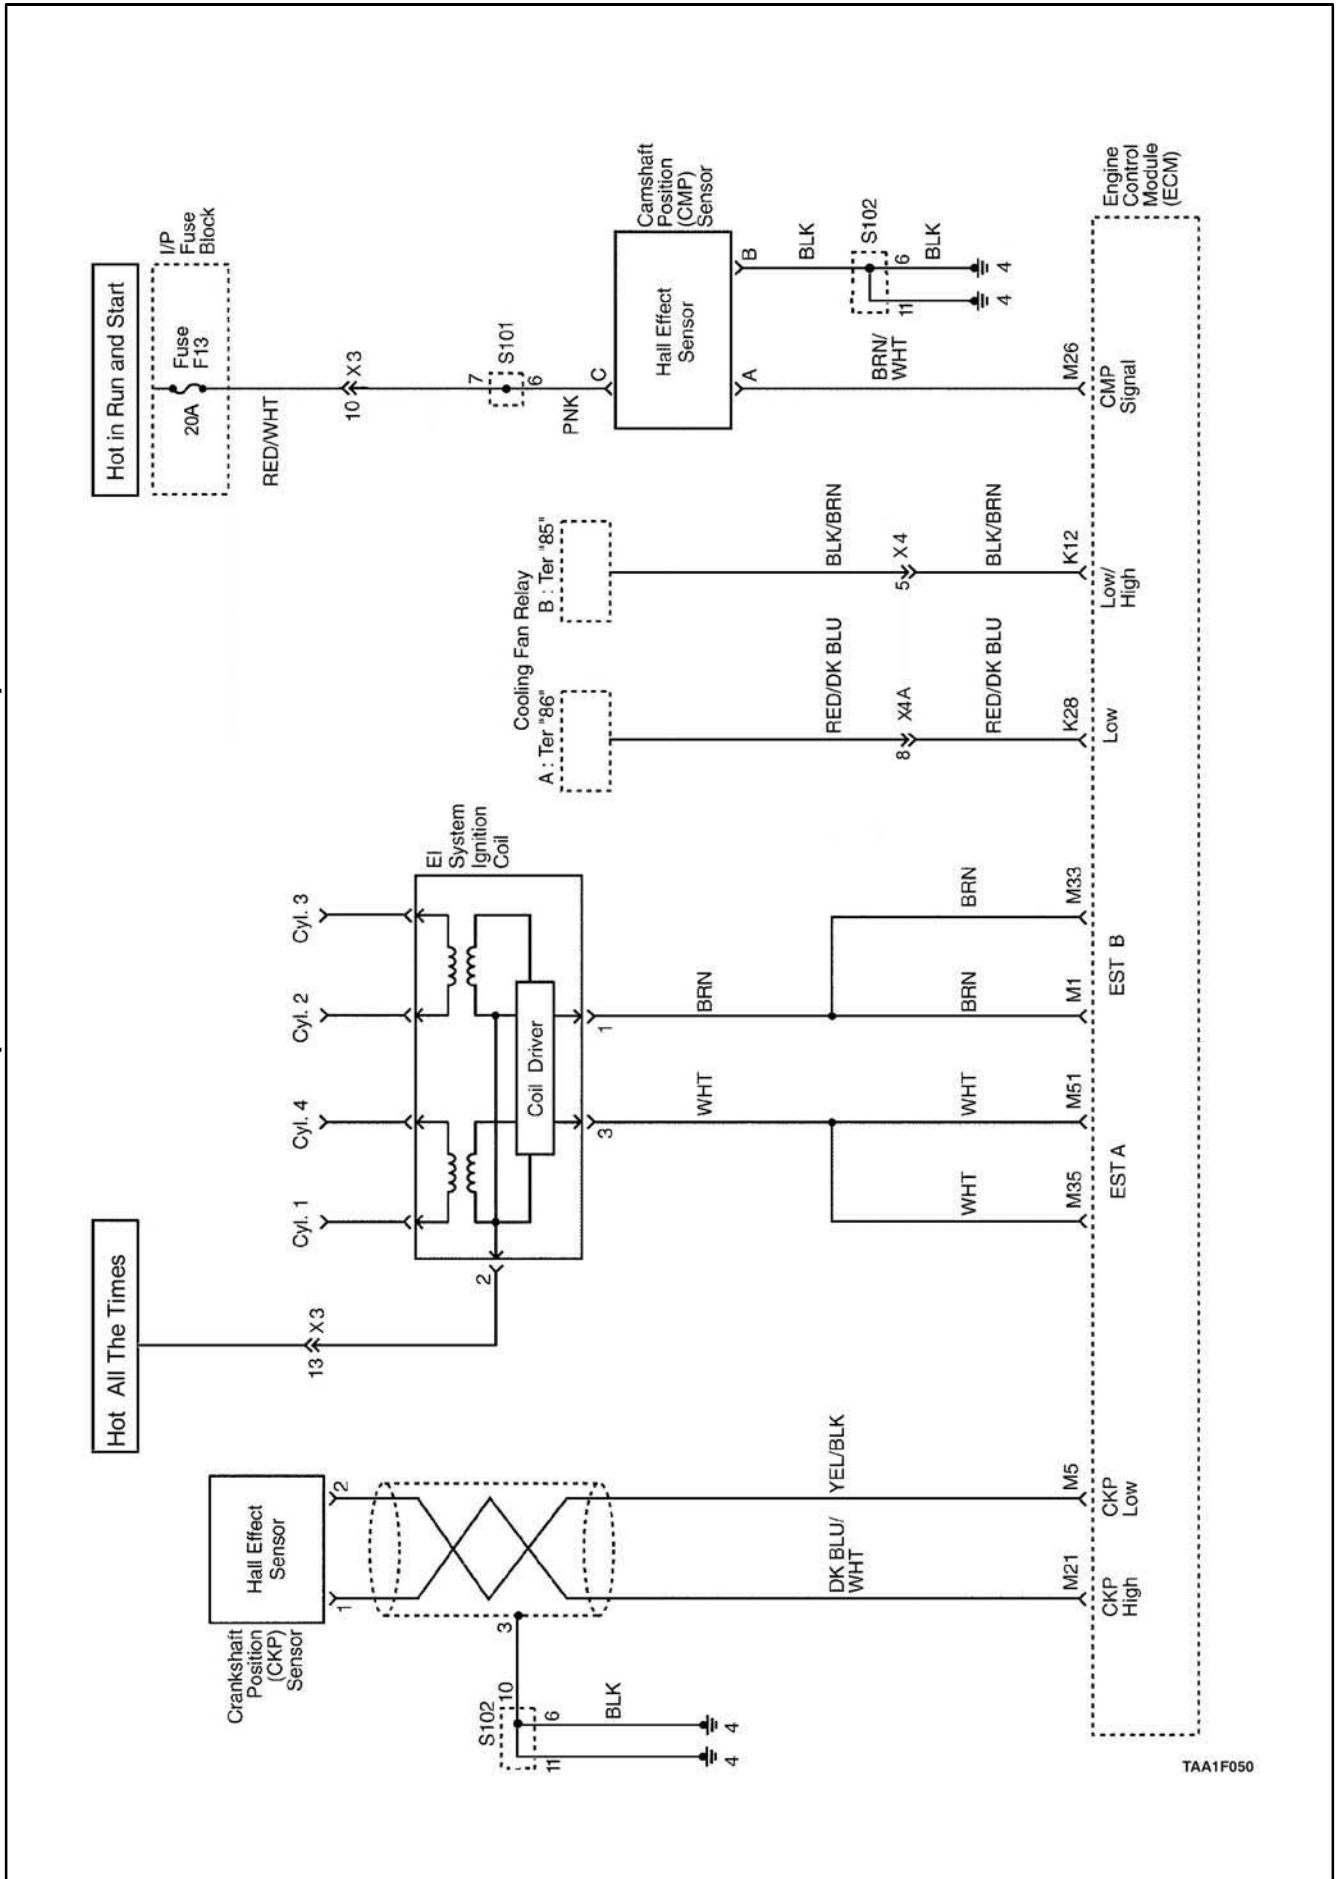 Hot All The Times
Hot in Run and Start
I/P
Fuse
Block
Fuse
F13
20A
RED/WHT
10
X3
7
S101
6
PNK
C
Camshaft
Position
(CMP)
Sensor
Hall Effect
Sensor
A
B
BLK
S102
6
11
BLK
4
4
BRN/
WHT
M26
CMP
Signal
Cooling Fan Relay
A : Ter "86"
B : Ter "85"
RED/DK BLU
8
X4A
RED/DK BLU
K28
Low
BLK/BRN
5
X4
BLK/BRN
K12
Low/
High
13
X3
2
Cyl. 1
Cyl. 4
Cyl. 2
Cyl. 3
EI
System
Ignition
Coil
Coil Driver
3
1
WHT
BRN
WHT
WHT
BRN
BRN
M35
M51
M1
M33
EST A
EST B
Crankshaft
Position
(CKP)
Sensor
Hall Effect
Sensor
1
2
3
S102
10
11
6
BLK
4
4
DK BLU/
WHT
YEL/BLK
M21
M5
CKP
High
CKP
Low
Engine
Control
Module
(ECM)
TAA1F050